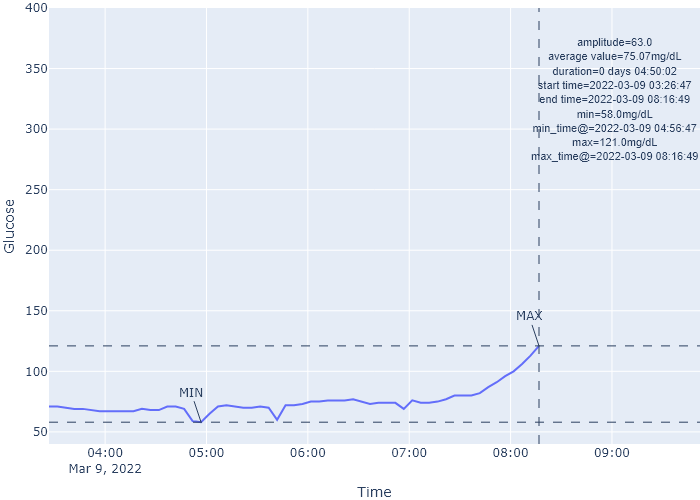 400
350
300
250
200
150
100
50
Glucose
amplitude=63.0
average value=75.07mg/dL
duration=0 days 04:50:02
start time=2022-03-09 03:26:47
end time=2022-03-09 08:16:49
min=58.0mg/dL
min_time@=2022-03-09 04:56:47
max=121.0mg/dL
max_time@=2022-03-09 08:16:49
MAX
MIN
04:00
05:00
06:00
07:00
08:00
09:00
Mar 9, 2022
Time